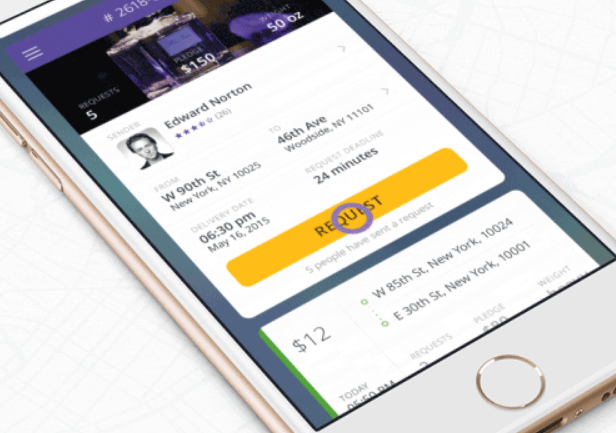 # 2618-
REQUESTS
5
PLEDGE
$150
WEIGHT
50 OZ
SENDER
Edward Norton
(26)
FROM
W 90th St
New York, NY 10025
TO
46th Ave
Woodside, NY 11101
DELIVERY DATE
06:30 pm
May 16, 2015
REQUEST DEADLINE
24 minutes
REQUEST
5 people have sent a request
$12
W 85th St, New York, 10024
E 30th St, New York, 10001
TODAY
05:50 PM
REQUESTS
PLEDGE
WEIGHT